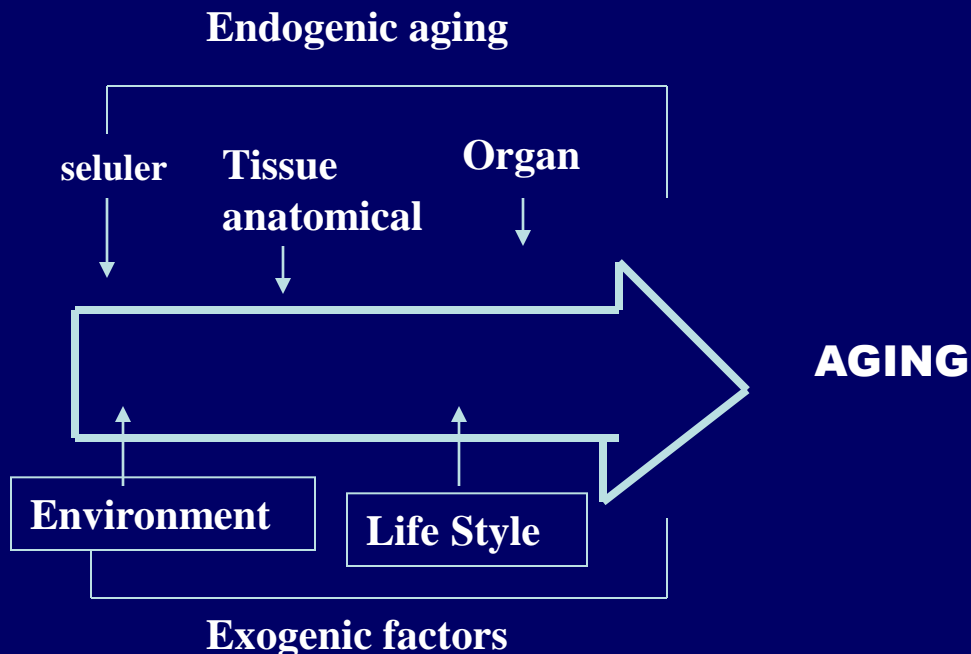 Endogenic aging
seluler
Tissue
anatomical
Organ
AGING
Environment
Life Style
Exogenic factors